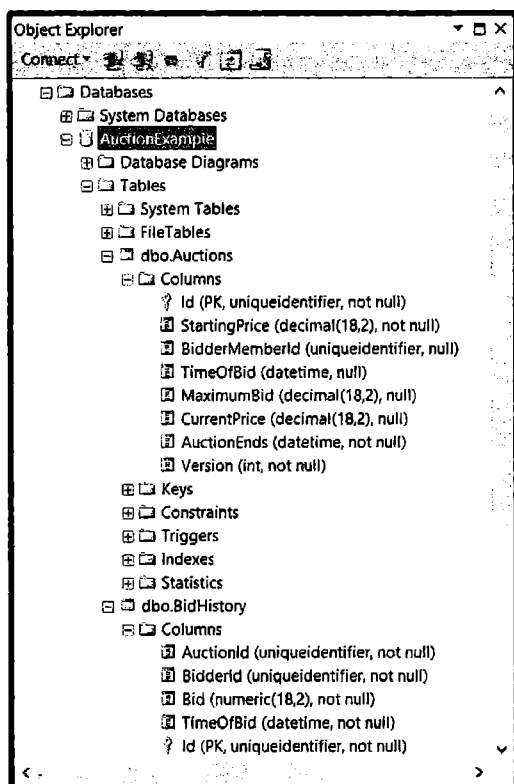 Object Explorer
Connect
Databases
System Databases
AuctionExample
Database Diagrams
Tables
System Tables
FileTables
dbo.Auctions
Columns
Id (PK, uniqueidentifier, not null)
StartingPrice (decimal(18,2), not null)
BidderMemberId (uniqueidentifier, null)
TimeOfBid (datetime, null)
MaximumBid (decimal(18,2), null)
CurrentPrice (decimal(18,2), null)
AuctionEnds (datetime, not null)
Version (int, not null)
Keys
Constraints
Triggers
Indexes
Statistics
dbo.BidHistory
Columns
AuctionId (uniqueidentifier, not null)
BidderId (uniqueidentifier, not null)
Bid (numeric(18,2), not null)
TimeOfBid (datetime, not null)
Id (PK, uniqueidentifier, not null)